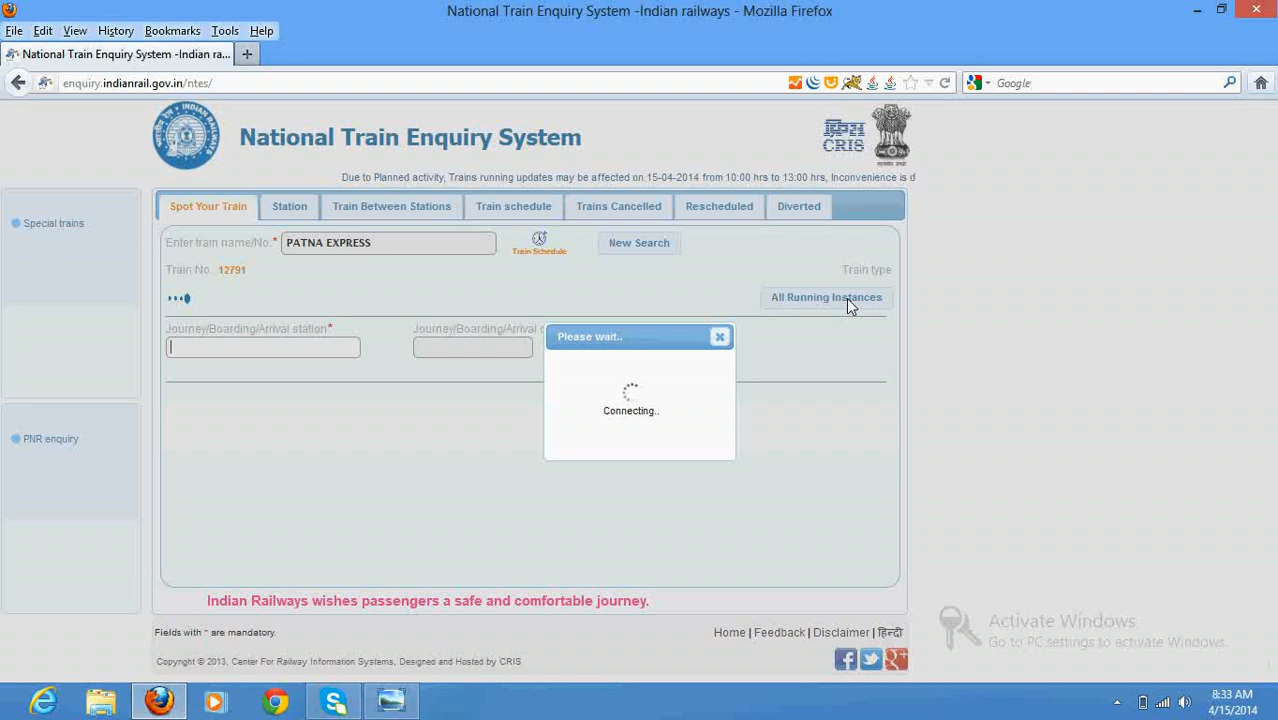 National Train Enquiry System -Indian railways - Mozilla Firefox
File Edit View History Bookmarks Tools Help
National Train Enquiry System -Indian ra...
enquiry.indianrail.gov.in/ntes/
Google
National Train Enquiry System
CRIS
Due to Planned activity, Trains running updates may be affected on 15-04-2014 from 10:00 hrs to 13:00 hrs, Inconvenience is d
Spot Your Train Station Train Between Stations Train schedule Trains Cancelled Rescheduled Diverted
Special trains
PNR enquiry
Enter train name/No.* PATNA EXPRESS Train Schedule New Search
Train No.. 12791 Train type
All Running Instances
Journey/Boarding/Arrival station* Journey/Boarding/Arrival
Please wait..
Connecting..
Indian Railways wishes passengers a safe and comfortable journey.
Fields with * are mandatory. Home | Feedback | Disclaimer | हिन्दी
Copyright © 2013, Center For Railway Information Systems, Designed and Hosted by CRIS
Activate Windows
Go to PC settings to activate Windows.
8:33 AM
4/15/2014